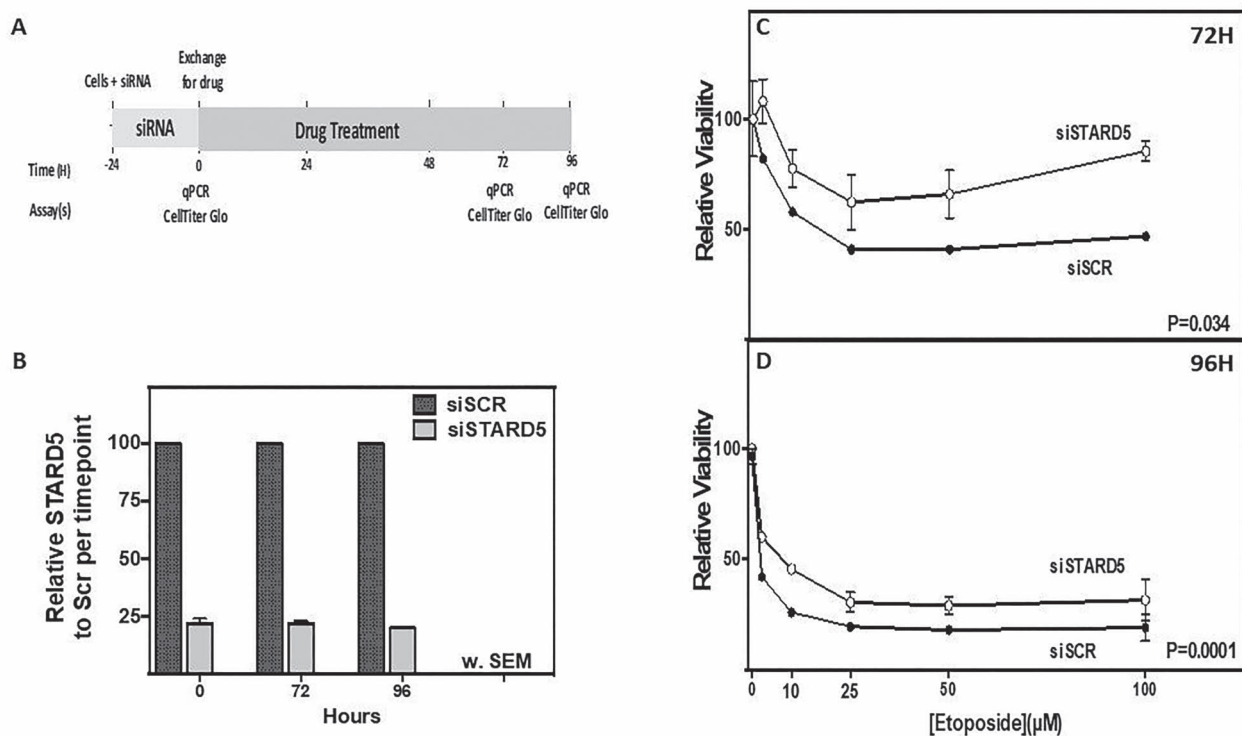 A
Cells + siRNA
Exchange
for drug
siRNA
Drug Treatment
Time (H)
-24
0
24
48
72
96
Assay(s)
qPCR
CellTiter Glo
qPCR
CellTiter Glo
qPCR
CellTiter Glo
B
Relative STARD5
to Scr per timepoint
100
75
50
25
siSCR
siSTARD5
w. SEM
0
72
96
Hours
C
72H
Relative Viability
100
50
siSTARD5
siSCR
P=0.034
D
96H
Relative Viability
100
50
siSTARD5
siSCR
P=0.0001
0
10
25
50
100
[Etoposide](µM)